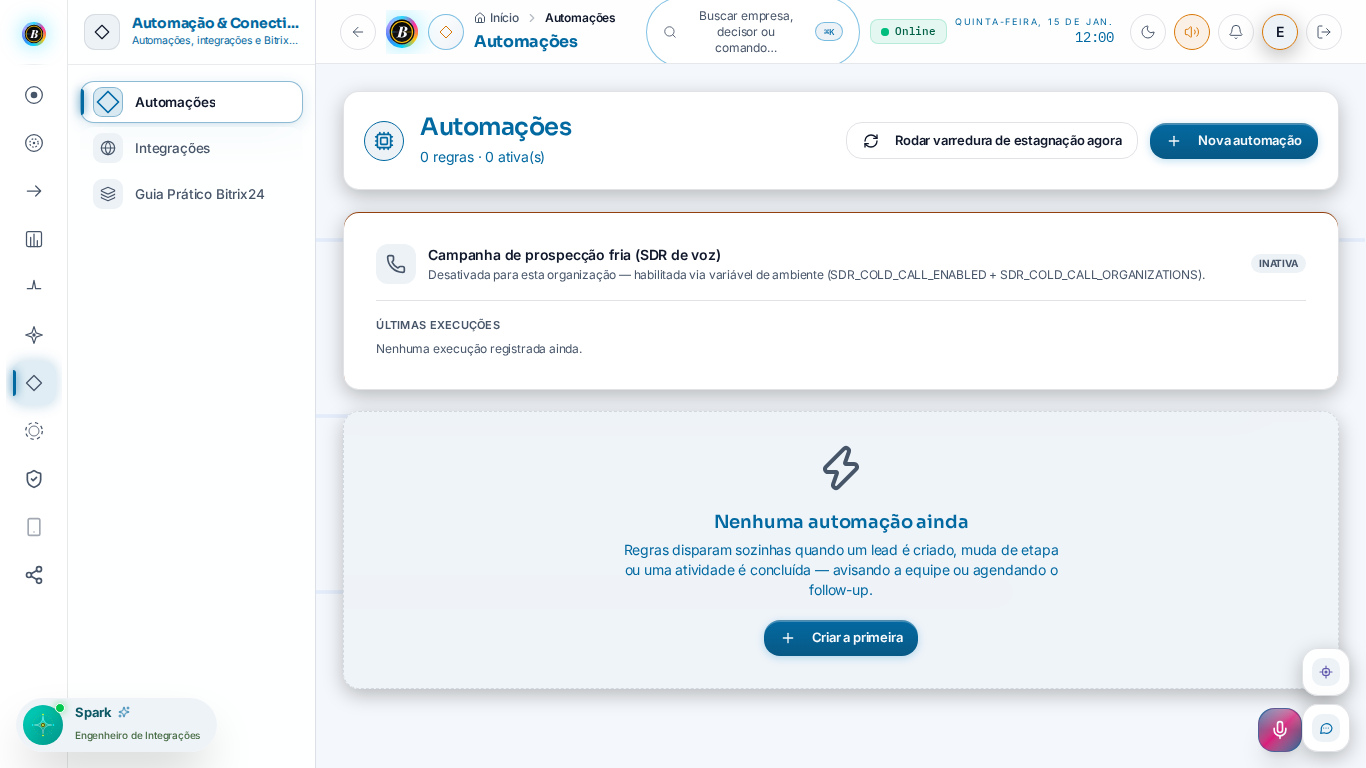 B
Automação & Conecti...
Automações, integrações e Bitrix...
Automações
Integrações
Guia Prático Bitrix24
Spark
Engenheiro de Integrações
B
Início
Automações
Automações
Buscar empresa,
decisor ou
comando...
⌘K
Online
QUINTA-FEIRA, 15 DE JAN.
12:00
E
Automações
0 regras · 0 ativa(s)
Rodar varredura de estagnação agora
Nova automação
Campanha de prospecção fria (SDR de voz)
Desativada para esta organização — habilitada via variável de ambiente (SDR_COLD_CALL_ENABLED + SDR_COLD_CALL_ORGANIZATIONS).
INATIVA
ÚLTIMAS EXECUÇÕES
Nenhuma execução registrada ainda.
Nenhuma automação ainda
Regras disparam sozinhas quando um lead é criado, muda de etapa
ou uma atividade é concluída — avisando a equipe ou agendando o
follow-up.
Criar a primeira